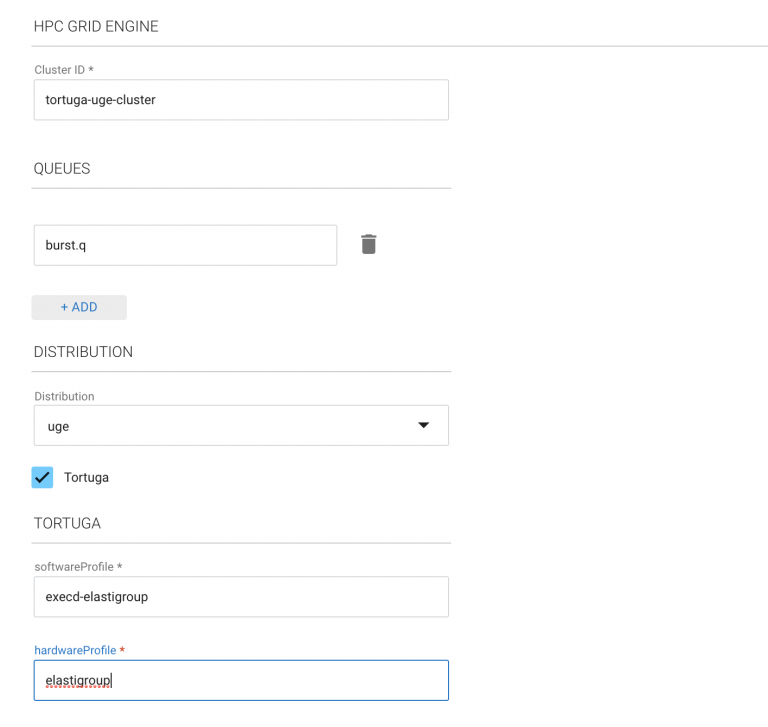 HPC GRID ENGINE
Cluster ID *
tortuga-uge-cluster
QUEUES
burst.q
+ ADD
DISTRIBUTION
Distribution
uge
Tortuga
TORTUGA
softwareProfile *
execd-elastigroup
hardwareProfile *
elastigroup